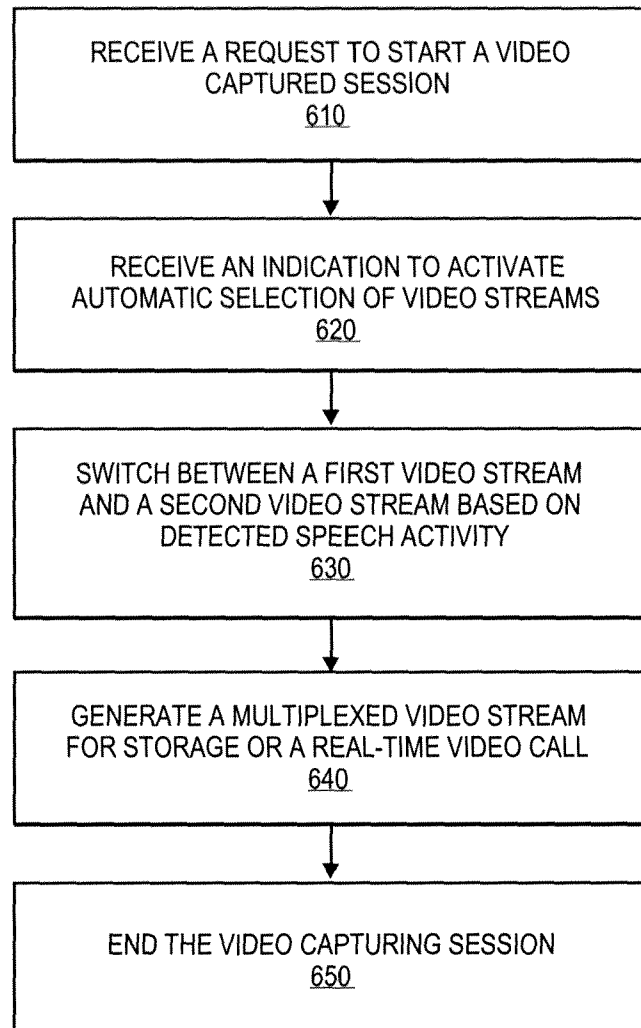 RECEIVE A REQUEST TO START A VIDEO
CAPTURED SESSION
610
RECEIVE AN INDICATION TO ACTIVATE
AUTOMATIC SELECTION OF VIDEO STREAMS
620
SWITCH BETWEEN A FIRST VIDEO STREAM
AND A SECOND VIDEO STREAM BASED ON
DETECTED SPEECH ACTIVITY
630
GENERATE A MULTIPLEXED VIDEO STREAM
FOR STORAGE OR A REAL-TIME VIDEO CALL
640
END THE VIDEO CAPTURING SESSION
650